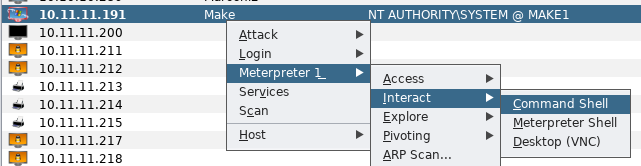 10.11.11.191 Make NT AUTHORITY\SYSTEM @ MAKE1
10.11.11.200
10.11.11.211
10.11.11.212
10.11.11.213
10.11.11.214
10.11.11.215
10.11.11.217
10.11.11.218
Attack
Login
Meterpreter 1
Services
Scan
Host
Access
Interact
Explore
Pivoting
ARP Scan...
Command Shell
Meterpreter Shell
Desktop (VNC)